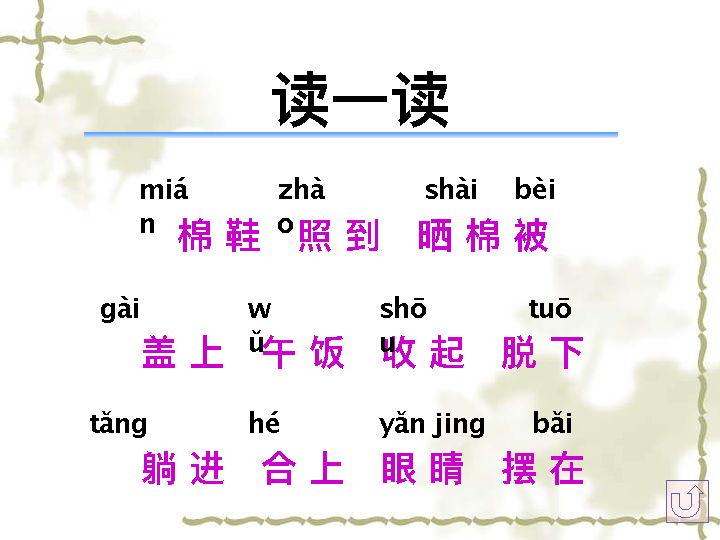 读一读
mián zhào shài bèi
棉鞋 照到 晒棉被
gài wǔ shōu tuō
盖上 午饭 收起 脱下
tǎng hé yǎn jing bǎi
躺进 合上 眼睛 摆在